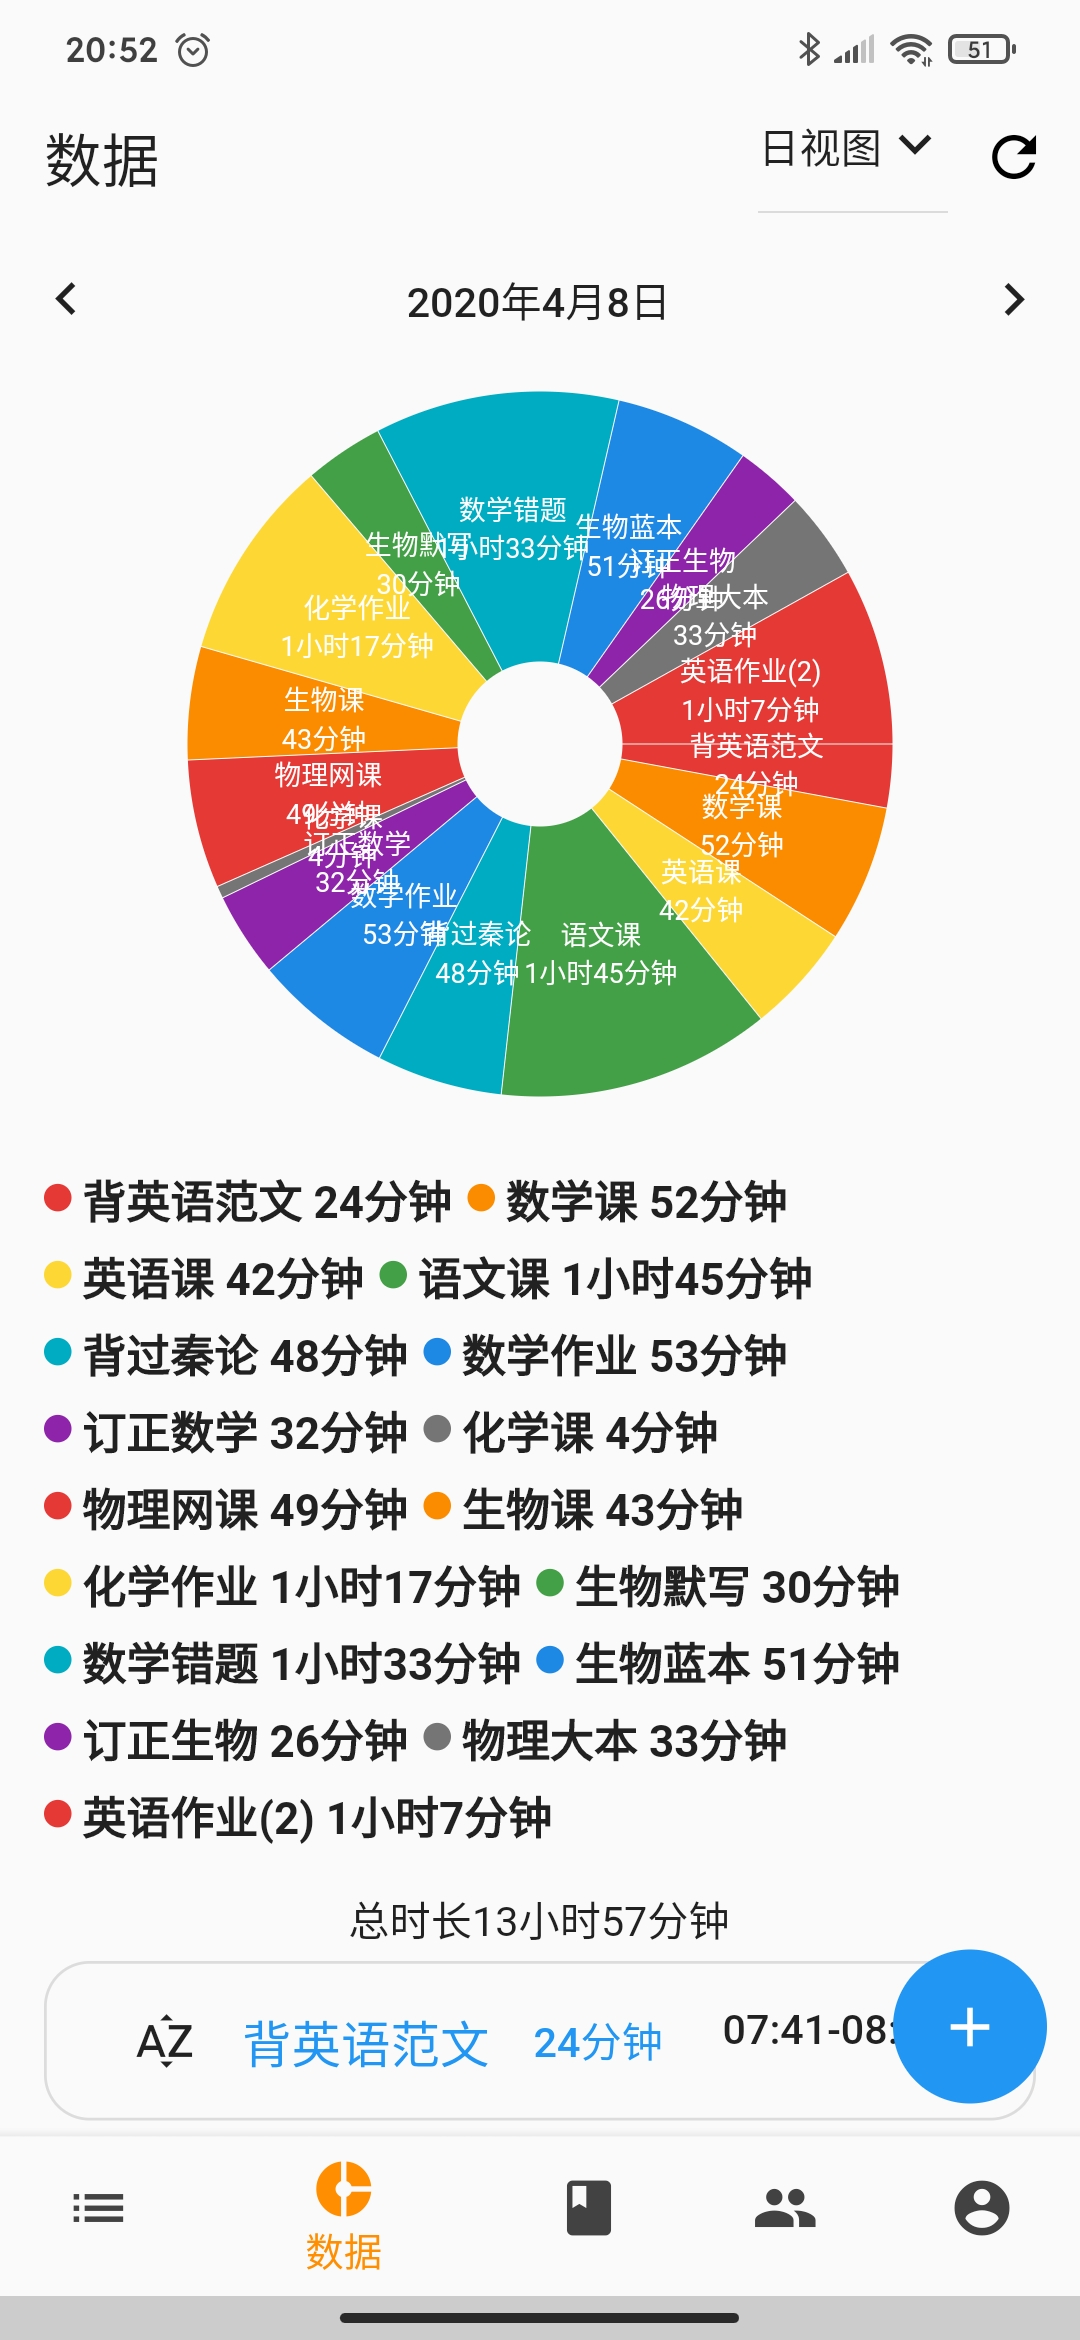 20:52
51
数据
日视图
2020年4月8日
数学错题
1小时33分钟
生物蓝本
51分钟
订正生物
26分钟
物理大本
33分钟
英语作业(2)
1小时7分钟
背英语范文
24分钟
数学课
52分钟
英语课
42分钟
语文课
1小时45分钟
背过秦论
48分钟
数学作业
53分钟
订正数学
32分钟
化学课
4分钟
物理网课
49分钟
生物课
43分钟
化学作业
1小时17分钟
生物默写
30分钟
背英语范文 24分钟 数学课 52分钟
英语课 42分钟 语文课 1小时45分钟
背过秦论 48分钟 数学作业 53分钟
订正数学 32分钟 化学课 4分钟
物理网课 49分钟 生物课 43分钟
化学作业 1小时17分钟 生物默写 30分钟
数学错题 1小时33分钟 生物蓝本 51分钟
订正生物 26分钟 物理大本 33分钟
英语作业(2) 1小时7分钟
总时长13小时57分钟
AZ 背英语范文 24分钟 07:41-08:
数据